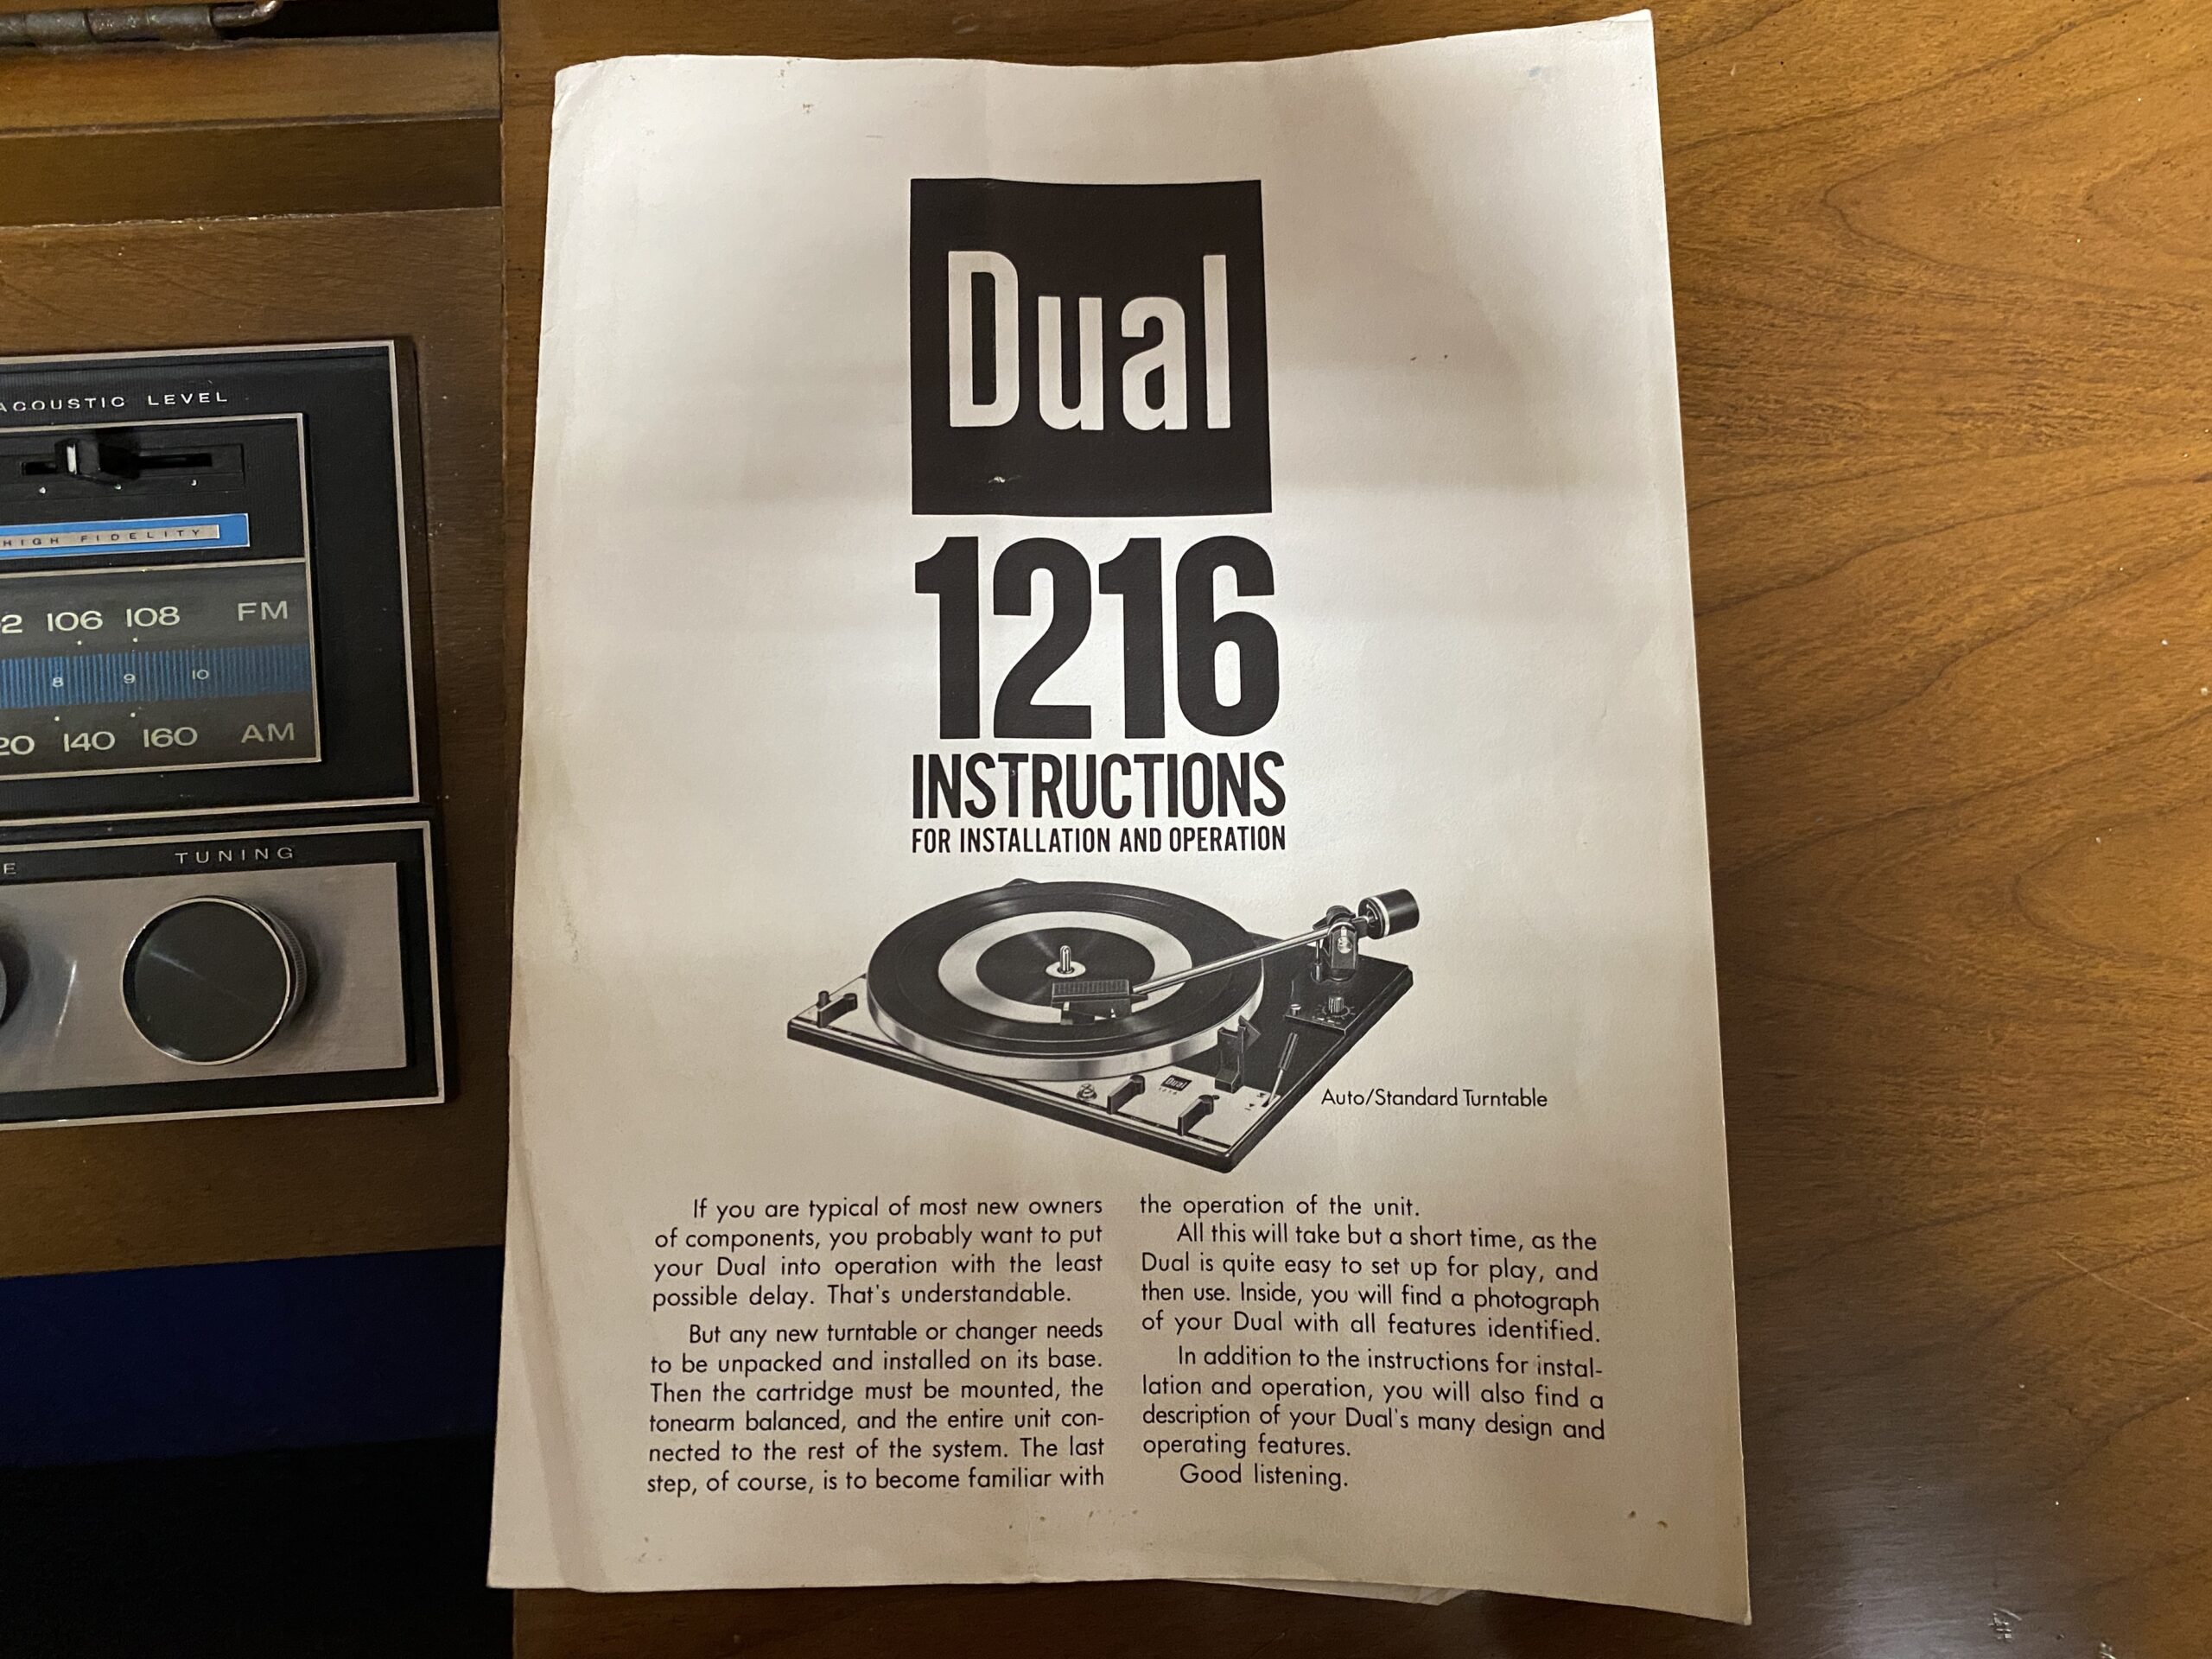 ACOUSTIC LEVEL
HIGH FIDELITY
106 108 FM
8 9 10
140 160 AM
TUNING
Dual
1216
INSTRUCTIONS
FOR INSTALLATION AND OPERATION
Dual
Auto/Standard Turntable
If you are typical of most new owners
of components, you probably want to put
your Dual into operation with the least
possible delay. That's understandable.
But any new turntable or changer needs
to be unpacked and installed on its base.
Then the cartridge must be mounted, the
tonearm balanced, and the entire unit con-
nected to the rest of the system. The last
step, of course, is to become familiar with
the operation of the unit.
All this will take but a short time, as the
Dual is quite easy to set up for play, and
then use. Inside, you will find a photograph
of your Dual with all features identified.
In addition to the instructions for instal-
lation and operation, you will also find a
description of your Dual's many design and
operating features.
Good listening.